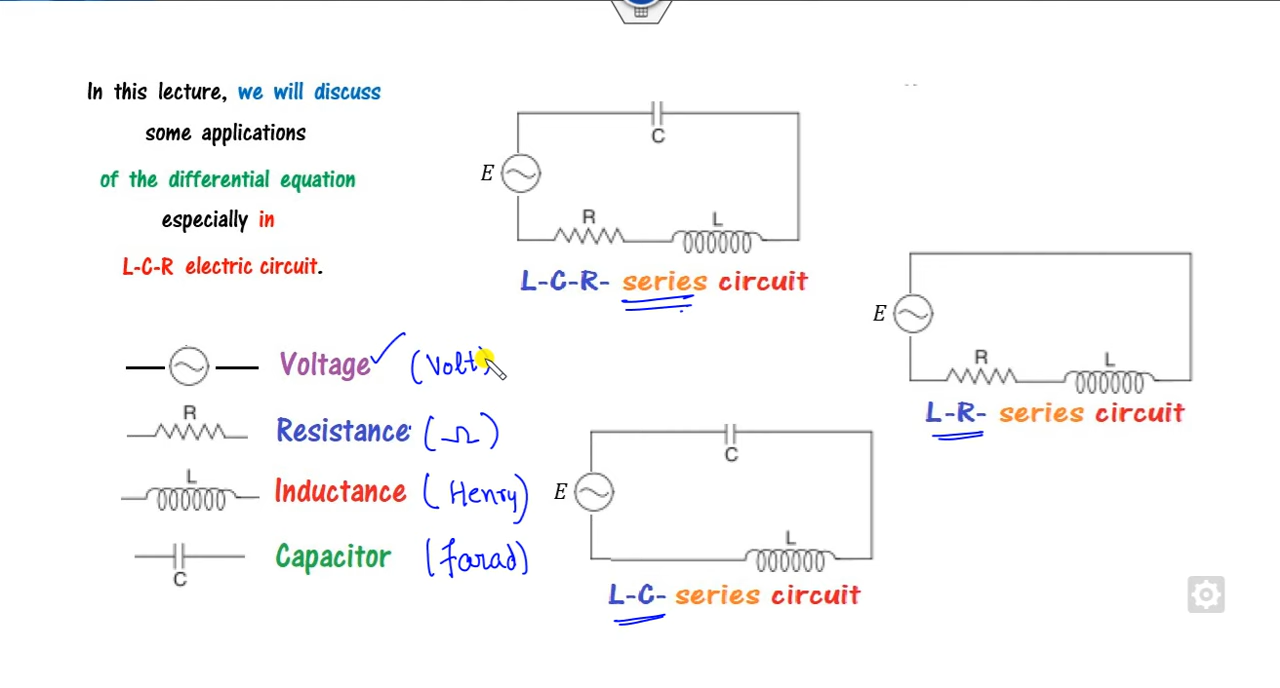 In this lecture, we will discuss
some applications
of the differential equation
especially in
L-C-R electric circuit.
C
E
R
L
L-C-R- series circuit
E
R
L
L-R- series circuit
Voltage (Volt)
R
Resistance (Ω)
L
Inductance (Henry)
C
Capacitor (farad)
C
E
L
L-C- series circuit